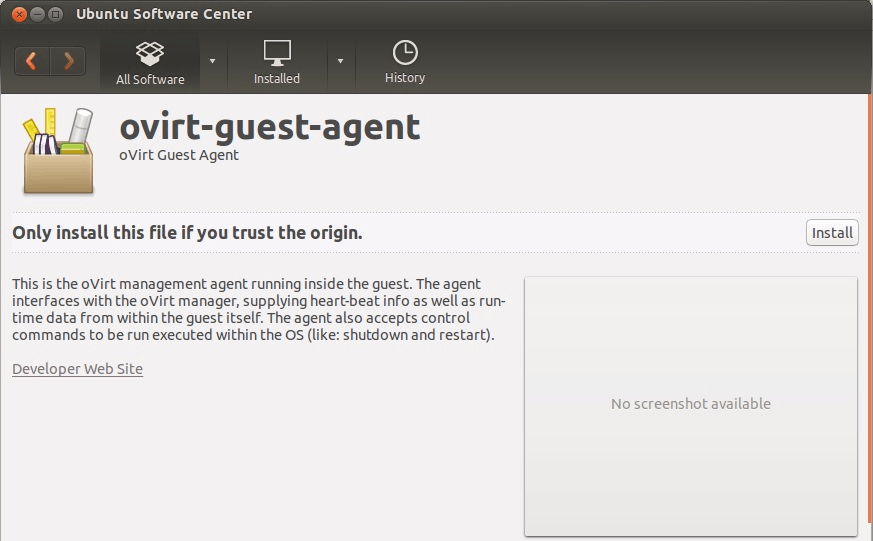 Ubuntu Software Center
All Software
Installed
History
ovirt-guest-agent
oVirt Guest Agent
Only install this file if you trust the origin.
Install
This is the oVirt management agent running inside the guest. The agent
interfaces with the oVirt manager, supplying heart-beat info as well as run-
time data from within the guest itself. The agent also accepts control
commands to be run executed within the OS (like: shutdown and restart).
Developer Web Site
No screenshot available